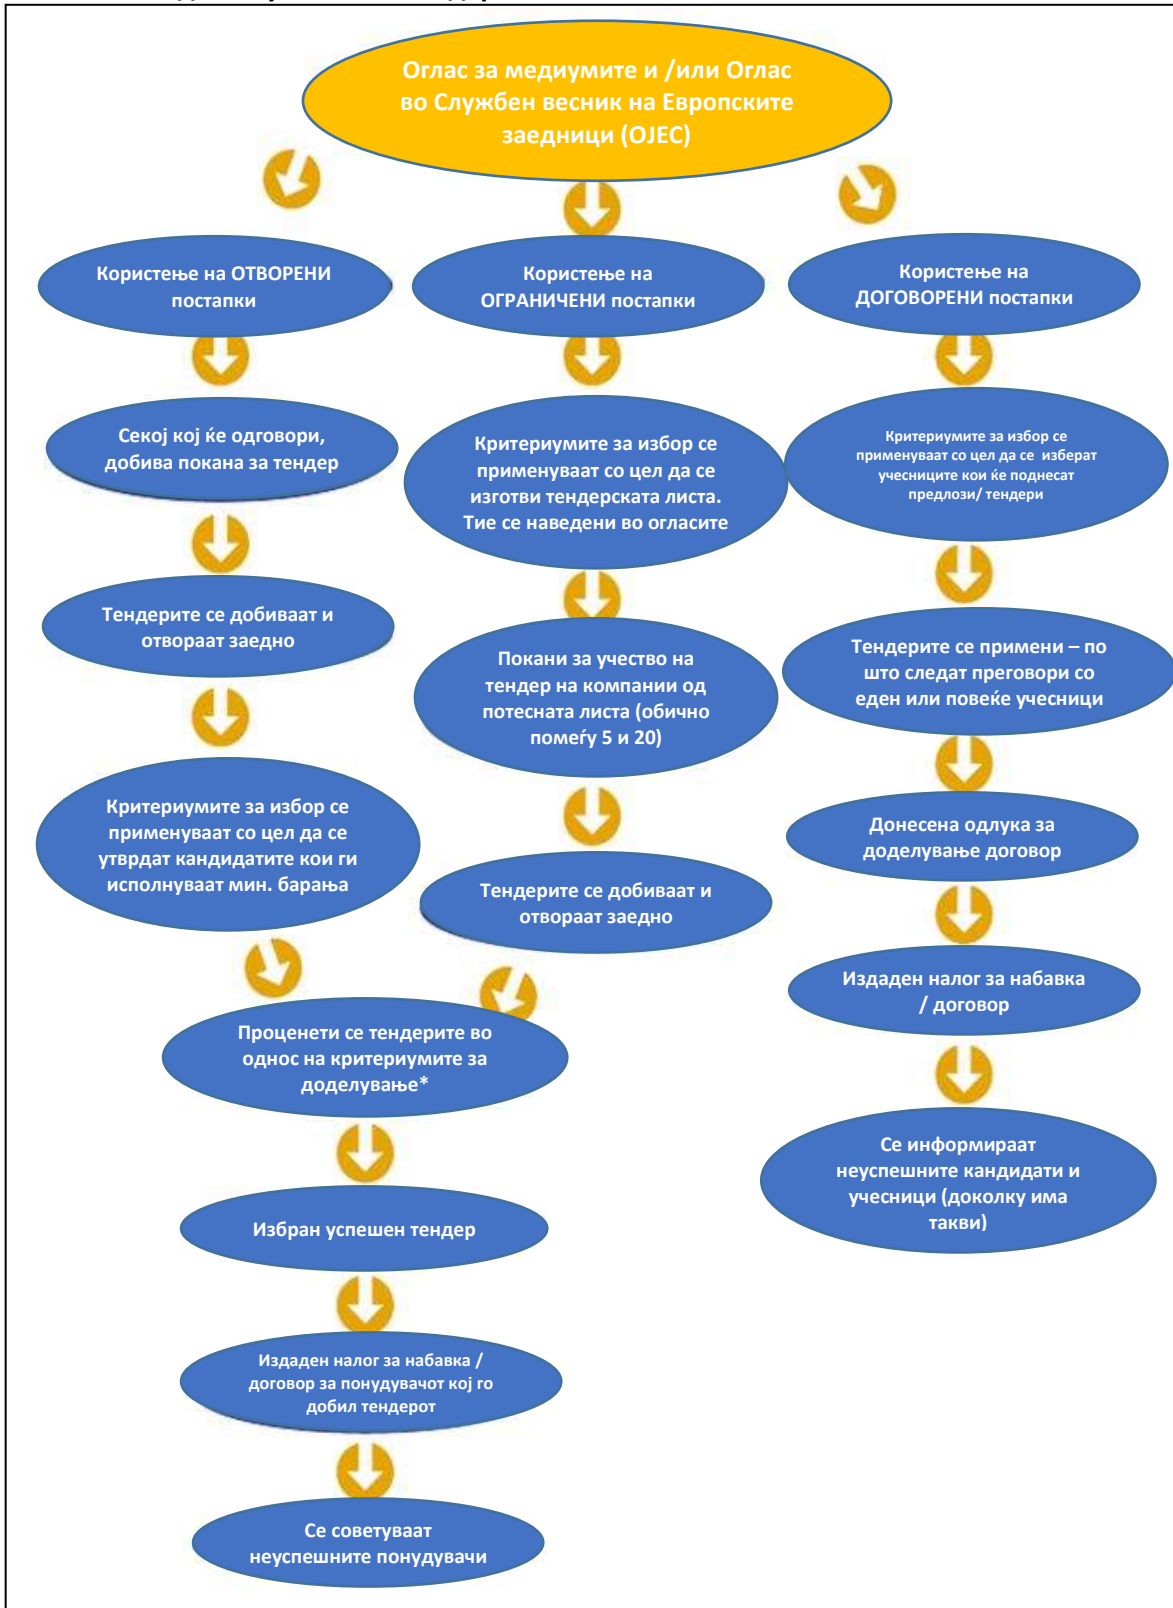 Оглас за медиумите и /или Оглас
во Службен весник на Европските
заедници (ОЈЕС)
Користење на ОТВОРЕНИ
постапки
Користење на
ОГРАНИЧЕНИ постапки
Користење на
ДОГОВОРЕНИ постапки
Секој кој ќе одговори,
добива покана за тендер
Критериумите за избор се
применуваат со цел да се
изготви тендерската листа.
Тие се наведени во огласите
Критериумите за избор се
применуваат со цел да се изберат
учесниците кои ќе поднесат
предлози/ тендери
Тендерите се добиваат и
отвораат заедно
Покани за учество на
тендер на компании од
потесната листа (обично
помеѓу 5 и 20)
Тендерите се примени – по
што следат преговори со
еден или повеќе учесници
Критериумите за избор се
применуваат со цел да се
утврдат кандидатите кои ги
исполнуваат мин. барања
Тендерите се добиваат и
отвораат заедно
Донесена одлука за
доделување договор
Издаден налог за набавка
/ договор
Проценети се тендерите во
однос на критериумите за
доделување*
Се информираат
неуспешните кандидати и
учесници (доколку има
такви)
Избран успешен тендер
Издаден налог за набавка /
договор за понудувачот кој го
добил тендерот
Се советуваат
неуспешните понудувачи